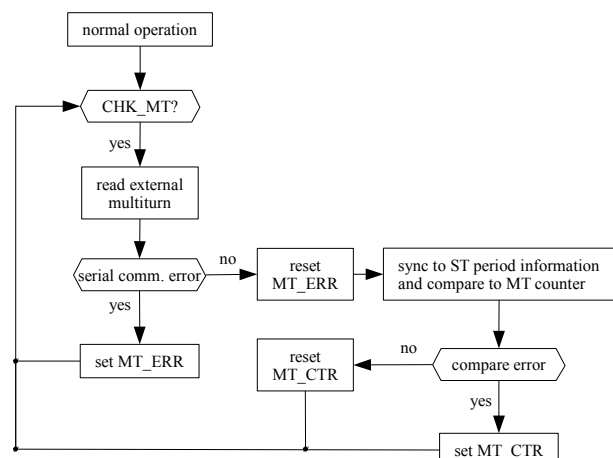 normal operation
CHK_MT?
yes
read external
multiturn
serial comm. error
no
reset
MT_ERR
sync to ST period information
and compare to MT counter
yes
set MT_ERR
reset
MT_CTR
no
compare error
yes
set MT_CTR